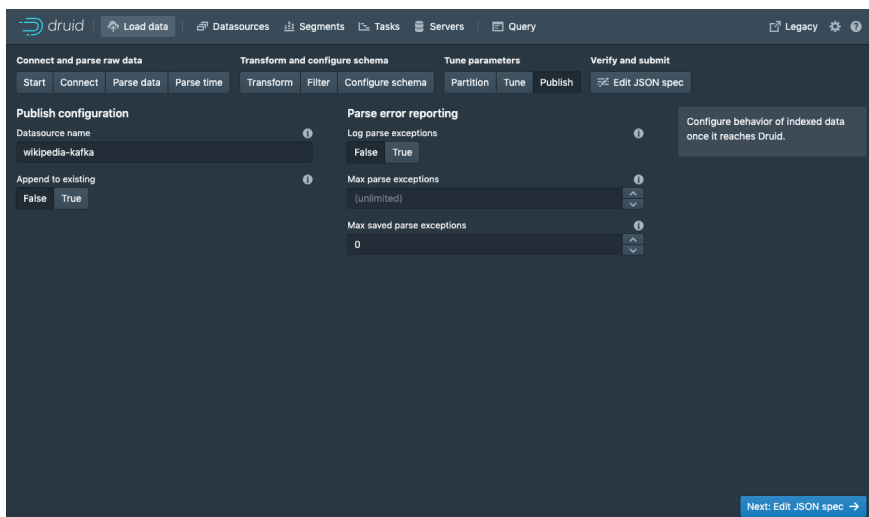 druid Load data Datasources Segments Tasks Servers Query Legacy
Connect and parse raw data Transform and configure schema Tune parameters Verify and submit
Start Connect Parse data Parse time Transform Filter Configure schema Partition Tune Publish Edit JSON spec
Publish configuration
Datasource name
wikipedia-kafka
Append to existing
False True
Parse error reporting
Log parse exceptions
False True
Max parse exceptions
(unlimited)
Max saved parse exceptions
0
Configure behavior of indexed data
once it reaches Druid.
Next: Edit JSON spec